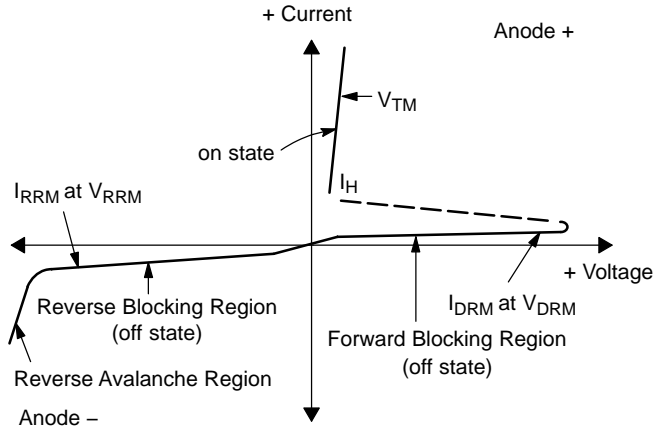 + Current
Anode +
VTM
on state
IH
IRRM at VRRM
+ Voltage
Reverse Blocking Region
(off state)
IDRM at VDRM
Forward Blocking Region
(off state)
Reverse Avalanche Region
Anode −